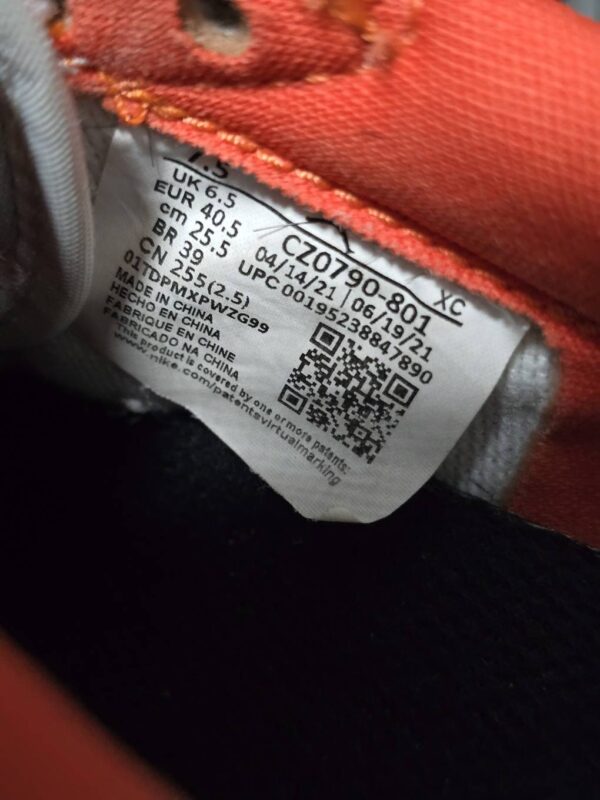 7.5
UK 6.5
EUR 40.5
cm 25.5
BR 39
CN 255(2.5)
01TDPMXPWZG99
MADE IN CHINA
HECHO EN CHINA
FABRIQUE EN CHINE
FABRICADO NA CHINA
This product is covered by one or more patents:
www.nike.com/patentsvirtualmarking
XC
CZ0790-801
04/14/21 | 06/19/21
UPC 00195238847890